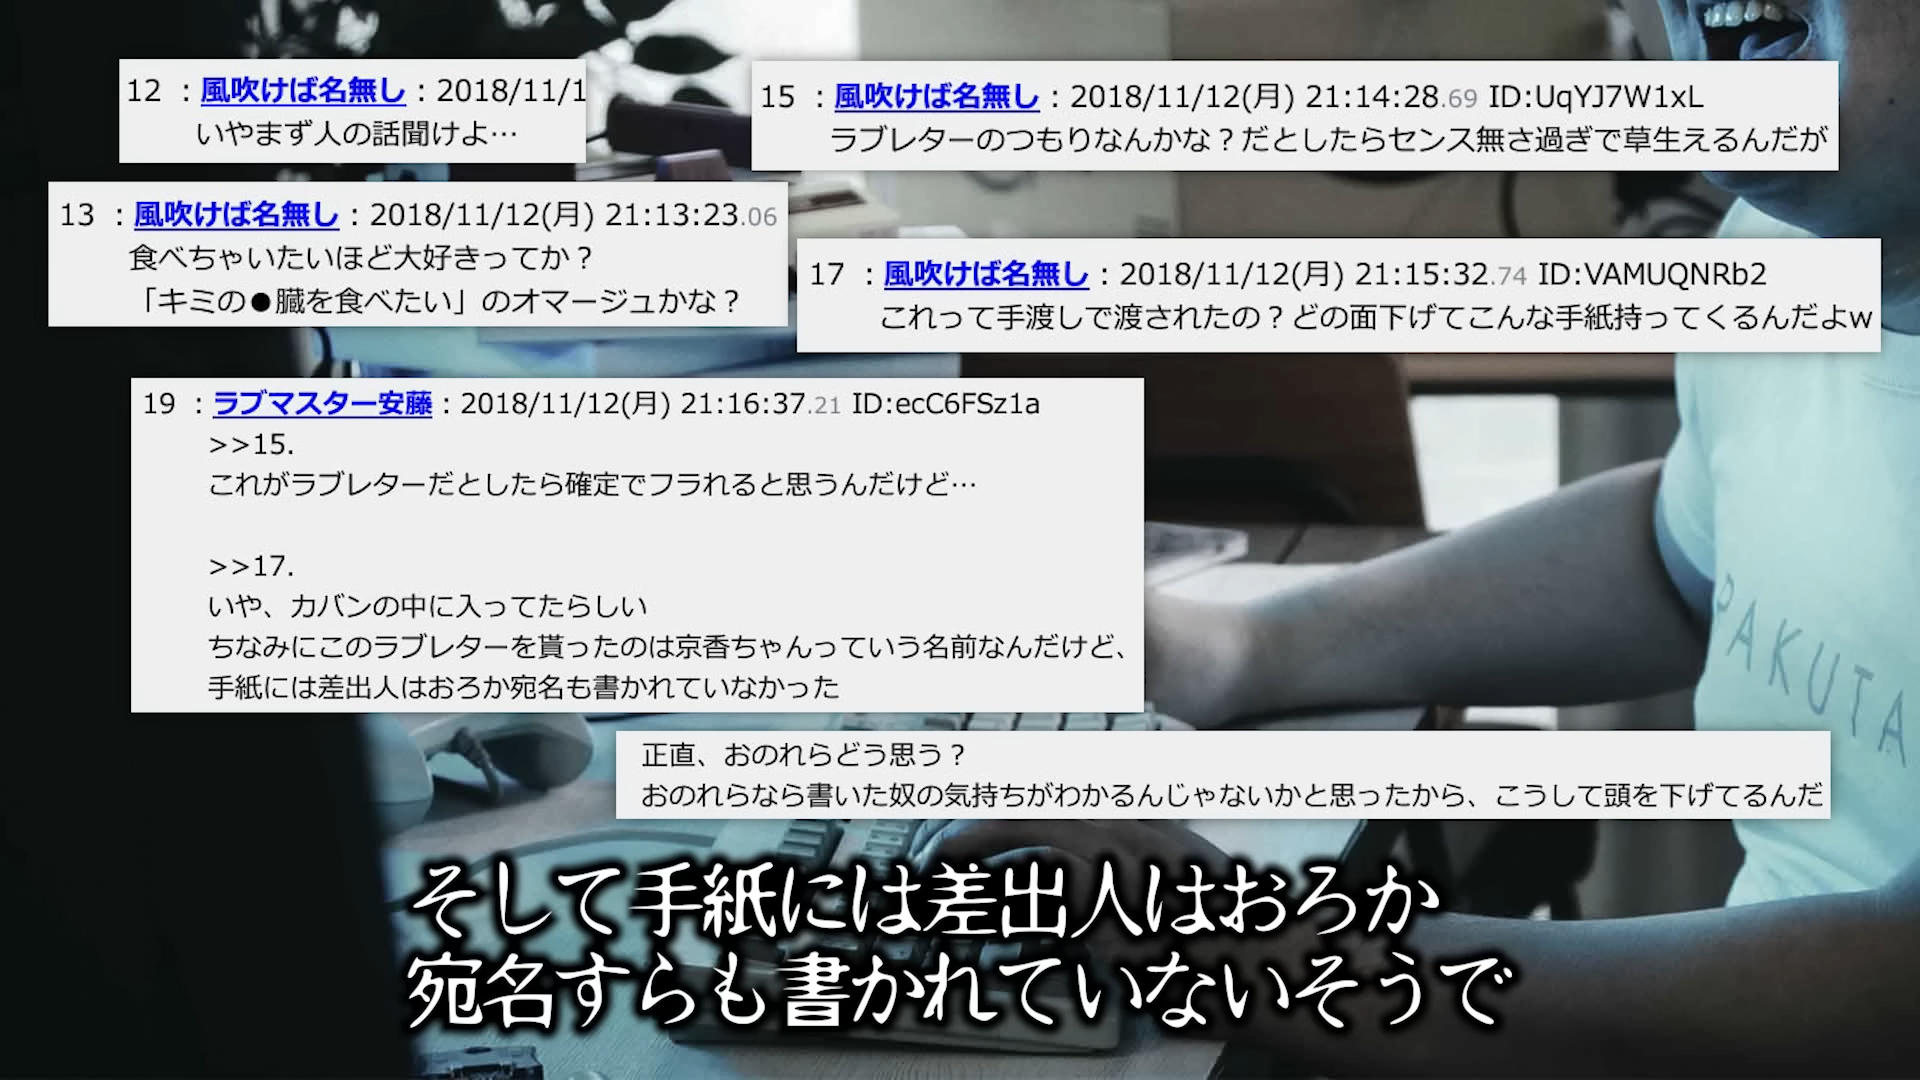 12 ：風吹けば名無し：2018/11/1
いやまず人の話聞けよ…
15 ：風吹けば名無し：2018/11/12(月) 21:14:28.69 ID:UqYJ7W1xL
ラブレターのつもりなんかな？だとしたらセンス無さ過ぎで草生えるんだが
13 ：風吹けば名無し：2018/11/12(月) 21:13:23.06
食べちゃいたいほど大好きってか？
「キミの●臓を食べたい」のオマージュかな？
17 ：風吹けば名無し：2018/11/12(月) 21:15:32.74 ID:VAMUQNRb2
これって手渡しで渡されたの？どの面下げてこんな手紙持ってくるんだよw
19 ：ラブマスター安藤：2018/11/12(月) 21:16:37.21 ID:ecC6FSz1a
>>15.
これがラブレターだとしたら確定でフラれると思うんだけど…
>>17.
いや、カバンの中に入ってたらしい
ちなみにこのラブレターを貰ったのは京香ちゃんっていう名前なんだけど、
手紙には差出人はおろか宛名も書かれていなかった
正直、おのれらどう思う？
おのれらなら書いた奴の気持ちがわかるんじゃないかと思ったから、こうして頭を下げてるんだ
PAKUTA
そして手紙には差出人はおろか
宛名すらも書かれていないそうで